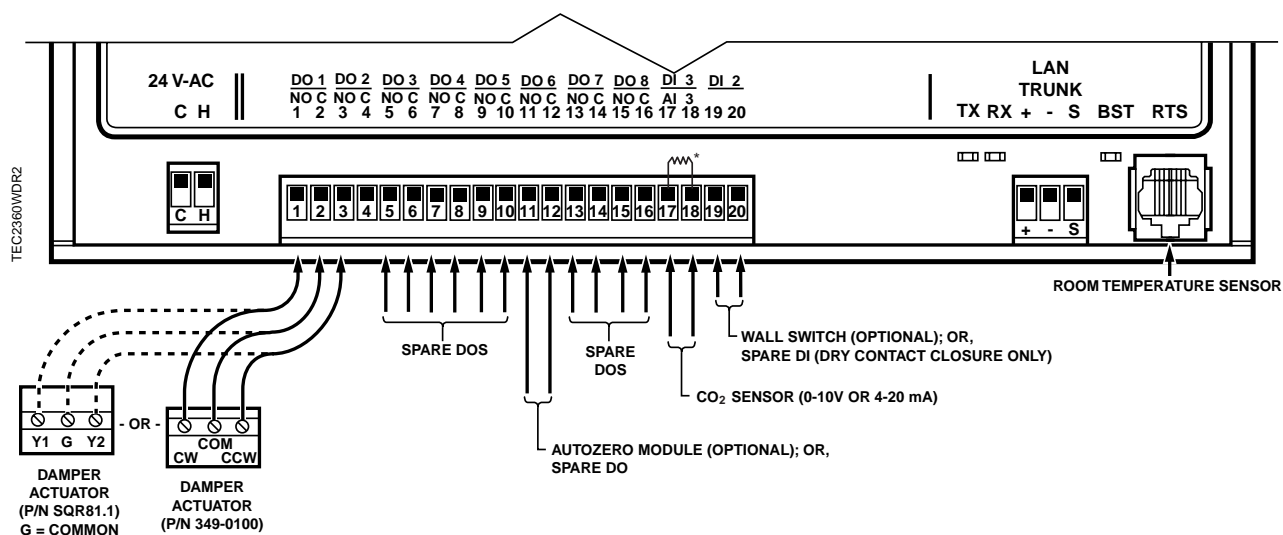 24 V-AC
C H
DO 1 DO 2 DO 3 DO 4 DO 5 DO 6 DO 7 DO 8 DI 3 DI 2
NO C NO C NO C NO C NO C NO C NO C NO C AI 3
1 2 3 4 5 6 7 8 9 10 11 12 13 14 15 16 17 18 19 20
LAN
TRUNK
TX RX + - S BST RTS
TEC2360WDR2
*
C H
1 2 3 4 5 6 7 8 9 10 11 12 13 14 15 16 17 18 19 20
+ - S
ROOM TEMPERATURE SENSOR
SPARE DOS
SPARE
DOS
WALL SWITCH (OPTIONAL); OR,
SPARE DI (DRY CONTACT CLOSURE ONLY)
CO₂ SENSOR (0-10V OR 4-20 mA)
AUTOZERO MODULE (OPTIONAL); OR,
SPARE DO
Y1 G Y2
- OR -
COM
CW CCW
DAMPER
ACTUATOR
(P/N SQR81.1)
G = COMMON
DAMPER
ACTUATOR
(P/N 349-0100)